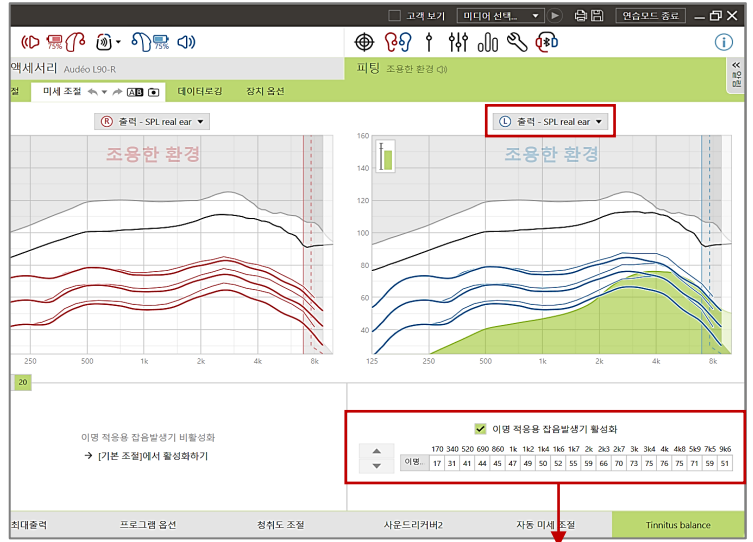 고객 보기 미디어 선택... 연습모드 종료
75% 75%
액세서리 Audéo L90-R 피팅 조용한 환경
알림
절 미세 조절 데이터로깅 장치 옵션
R 출력 - SPL real ear L 출력 - SPL real ear
조용한 환경 조용한 환경
160
140
120
100
80
60
40
250 500 1k 2k 4k 8k 125 250 500 1k 2k 4k 8k
20
이명 적응용 잡음발생기 비활성화
→ [기본 조절]에서 활성화하기
이명 적응용 잡음발생기 활성화
170 340 520 690 860 1k 1k2 1k4 1k6 1k7 2k 2k3 2k7 3k 3k4 4k 4k8 5k9 7k5 9k6
이명.. 17 31 41 44 45 47 49 50 52 55 59 66 70 73 75 76 75 71 59 51
최대출력 프로그램 옵션 청취도 조절 사운드리커버2 자동 미세 조절 Tinnitus balance